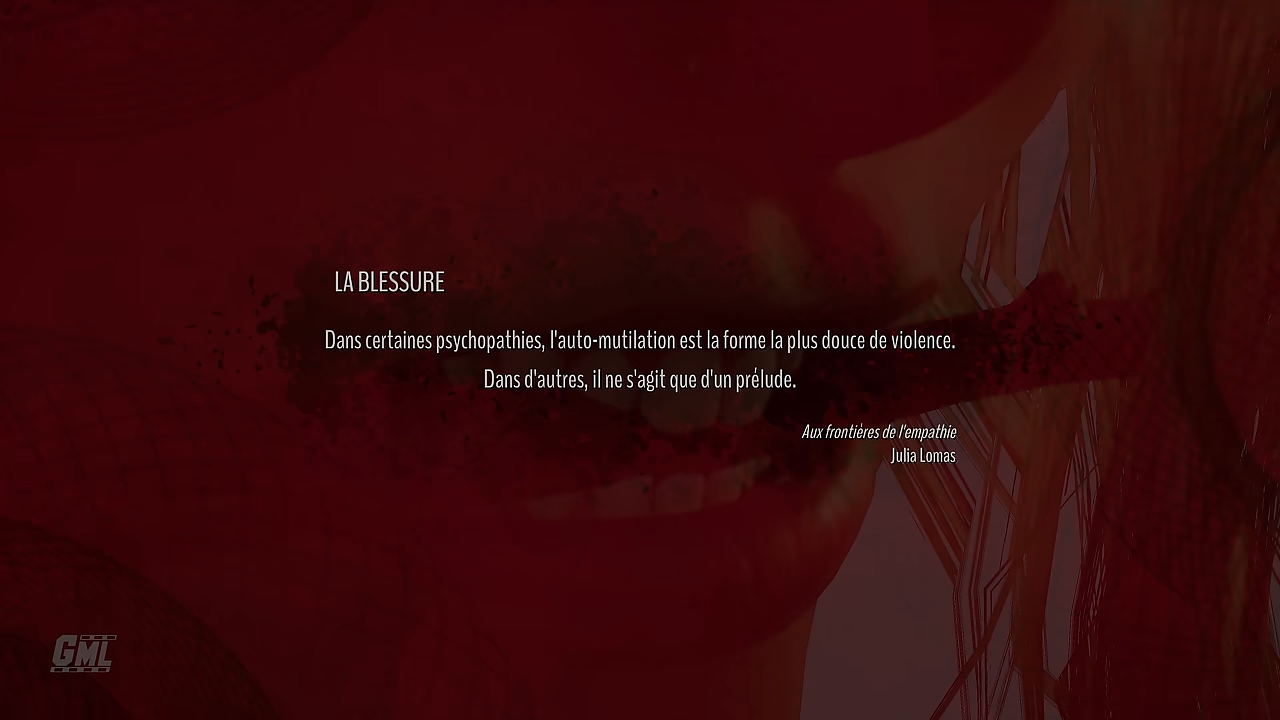 LA BLESSURE
Dans certaines psychopathies, l'auto-mutilation est la forme la plus douce de violence.
Dans d'autres, il ne s'agit que d'un prélude.
Aux frontières de l'empathie
Julia Lomas
GML